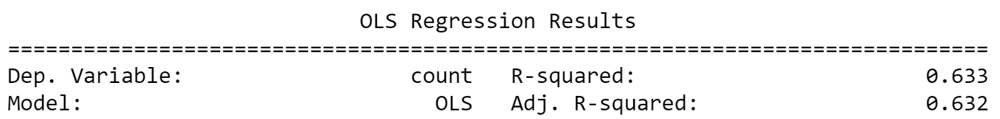 OLS Regression Results
==============================================================================
Dep. Variable: count R-squared: 0.633
Model: OLS Adj. R-squared: 0.632